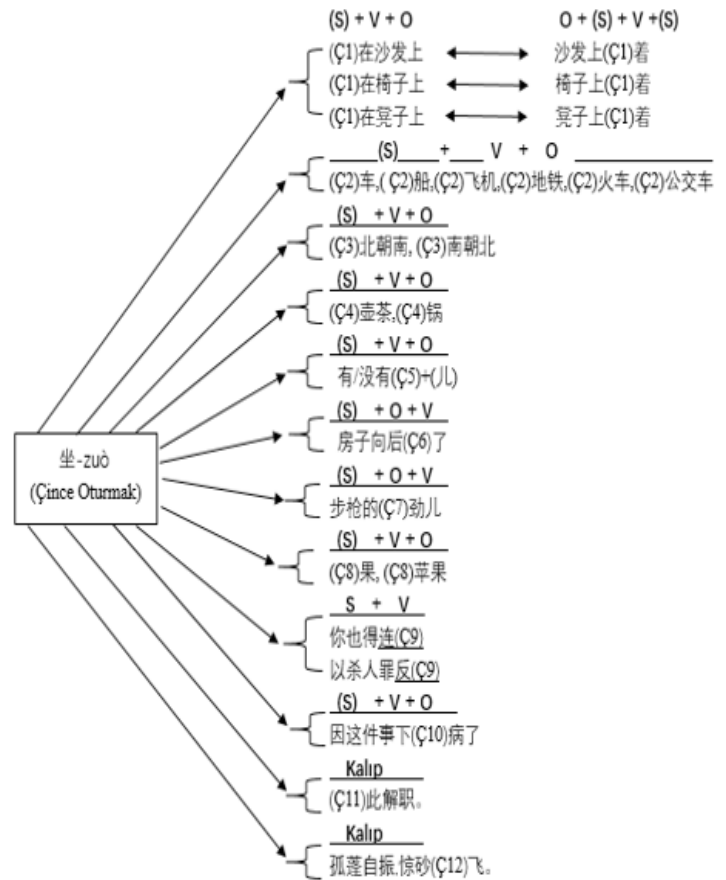 (S) + V + O    O + (S) + V +(S)
(Ç1)在沙发上    沙发上(Ç1)着
(Ç1)在椅子上    椅子上(Ç1)着
(Ç1)在凳子上    凳子上(Ç1)着
(S) + V + O
(Ç2)车,( Ç2)船,(Ç2)飞机,(Ç2)地铁,(Ç2)火车,(Ç2)公交车
(S) + V + O
(Ç3)北朝南, (Ç3)南朝北
(S) + V + O
(Ç4)壶茶,(Ç4)锅
(S) + V + O
有/没有(Ç5)+(儿)
(S) + O + V
房子向后(Ç6)了
坐-zuò
(Çince Oturmak)
(S) + O + V
步枪的(Ç7)劲儿
(S) + V + O
(Ç8)果, (Ç8)苹果
S + V
你也得连(Ç9)
以杀人罪反(Ç9)
(S) + V + O
因这件事下(Ç10)病了
Kalıp
(Ç11)此解职。
Kalıp
孤蓬自振,惊砂(Ç12)飞。